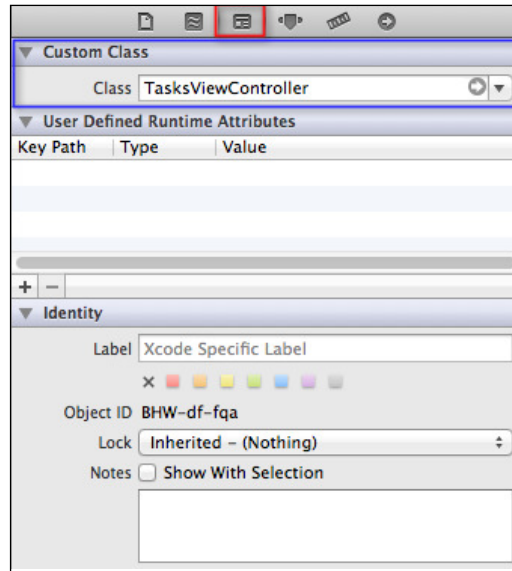 Custom Class
Class TasksViewController
User Defined Runtime Attributes
Key Path Type Value
+ −
Identity
Label Xcode Specific Label
Object ID BHW-df-fqa
Lock Inherited – (Nothing)
Notes Show With Selection